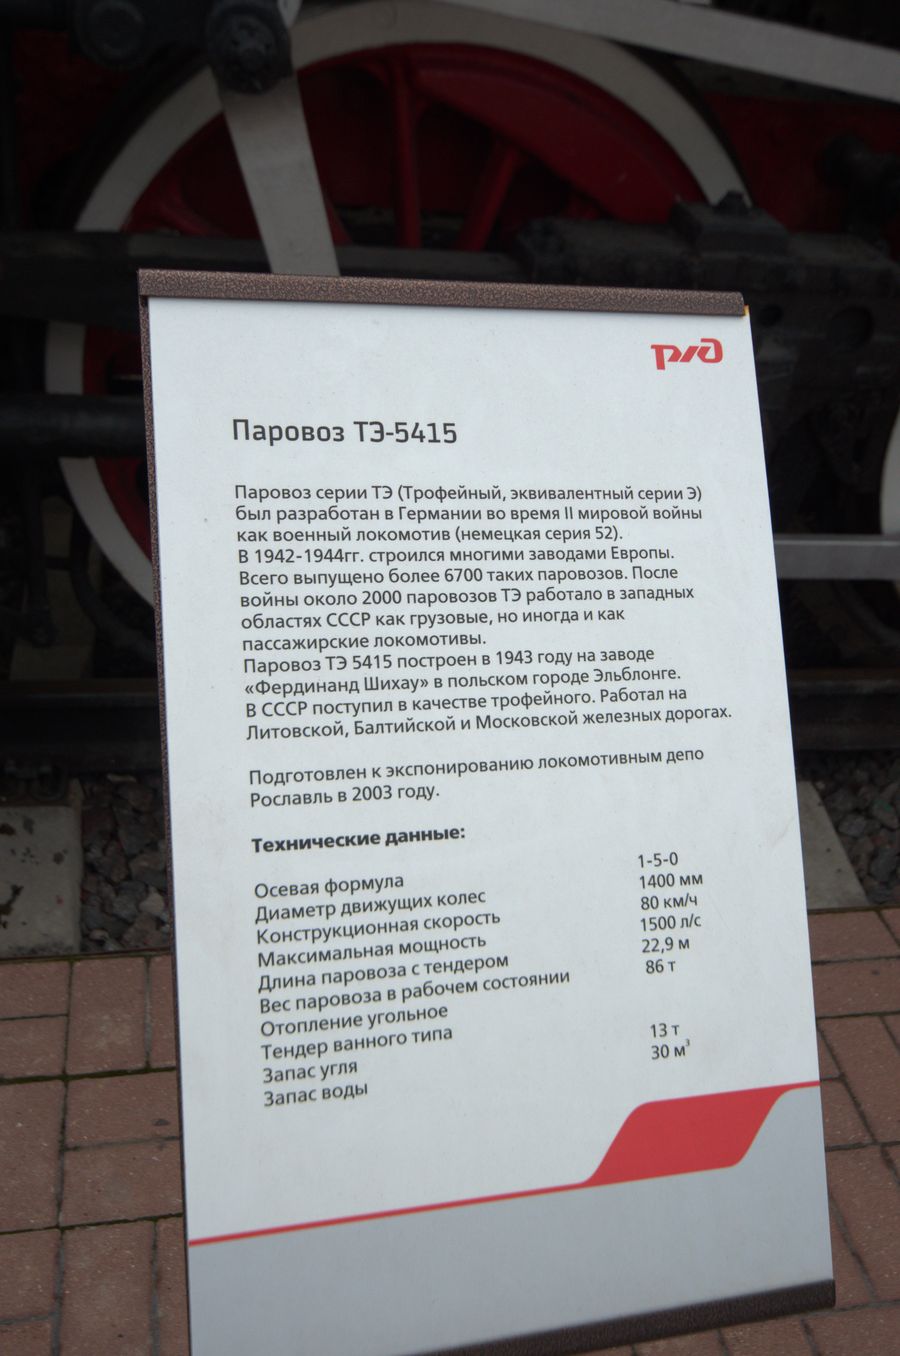 ржд
Паровоз ТЭ-5415
Паровоз серии ТЭ (Трофейный, эквивалентный серии Э)
был разработан в Германии во время II мировой войны
как военный локомотив (немецкая серия 52).
В 1942-1944гг. строился многими заводами Европы.
Всего выпущено более 6700 таких паровозов. После
войны около 2000 паровозов ТЭ работало в западных
областях СССР как грузовые, но иногда и как
пассажирские локомотивы.
Паровоз ТЭ 5415 построен в 1943 году на заводе
«Фердинанд Шихау» в польском городе Эльблонге.
В СССР поступил в качестве трофейного. Работал на
Литовской, Балтийской и Московской железных дорогах.
Подготовлен к экспонированию локомотивным депо
Рославль в 2003 году.
Технические данные:
Осевая формула 1-5-0
Диаметр движущих колес 1400 мм
Конструкционная скорость 80 км/ч
Максимальная мощность 1500 л/с
Длина паровоза с тендером 22,9 м
Вес паровоза в рабочем состоянии 86 т
Отопление угольное
Тендер ванного типа
Запас угля 13 т
Запас воды 30 м³